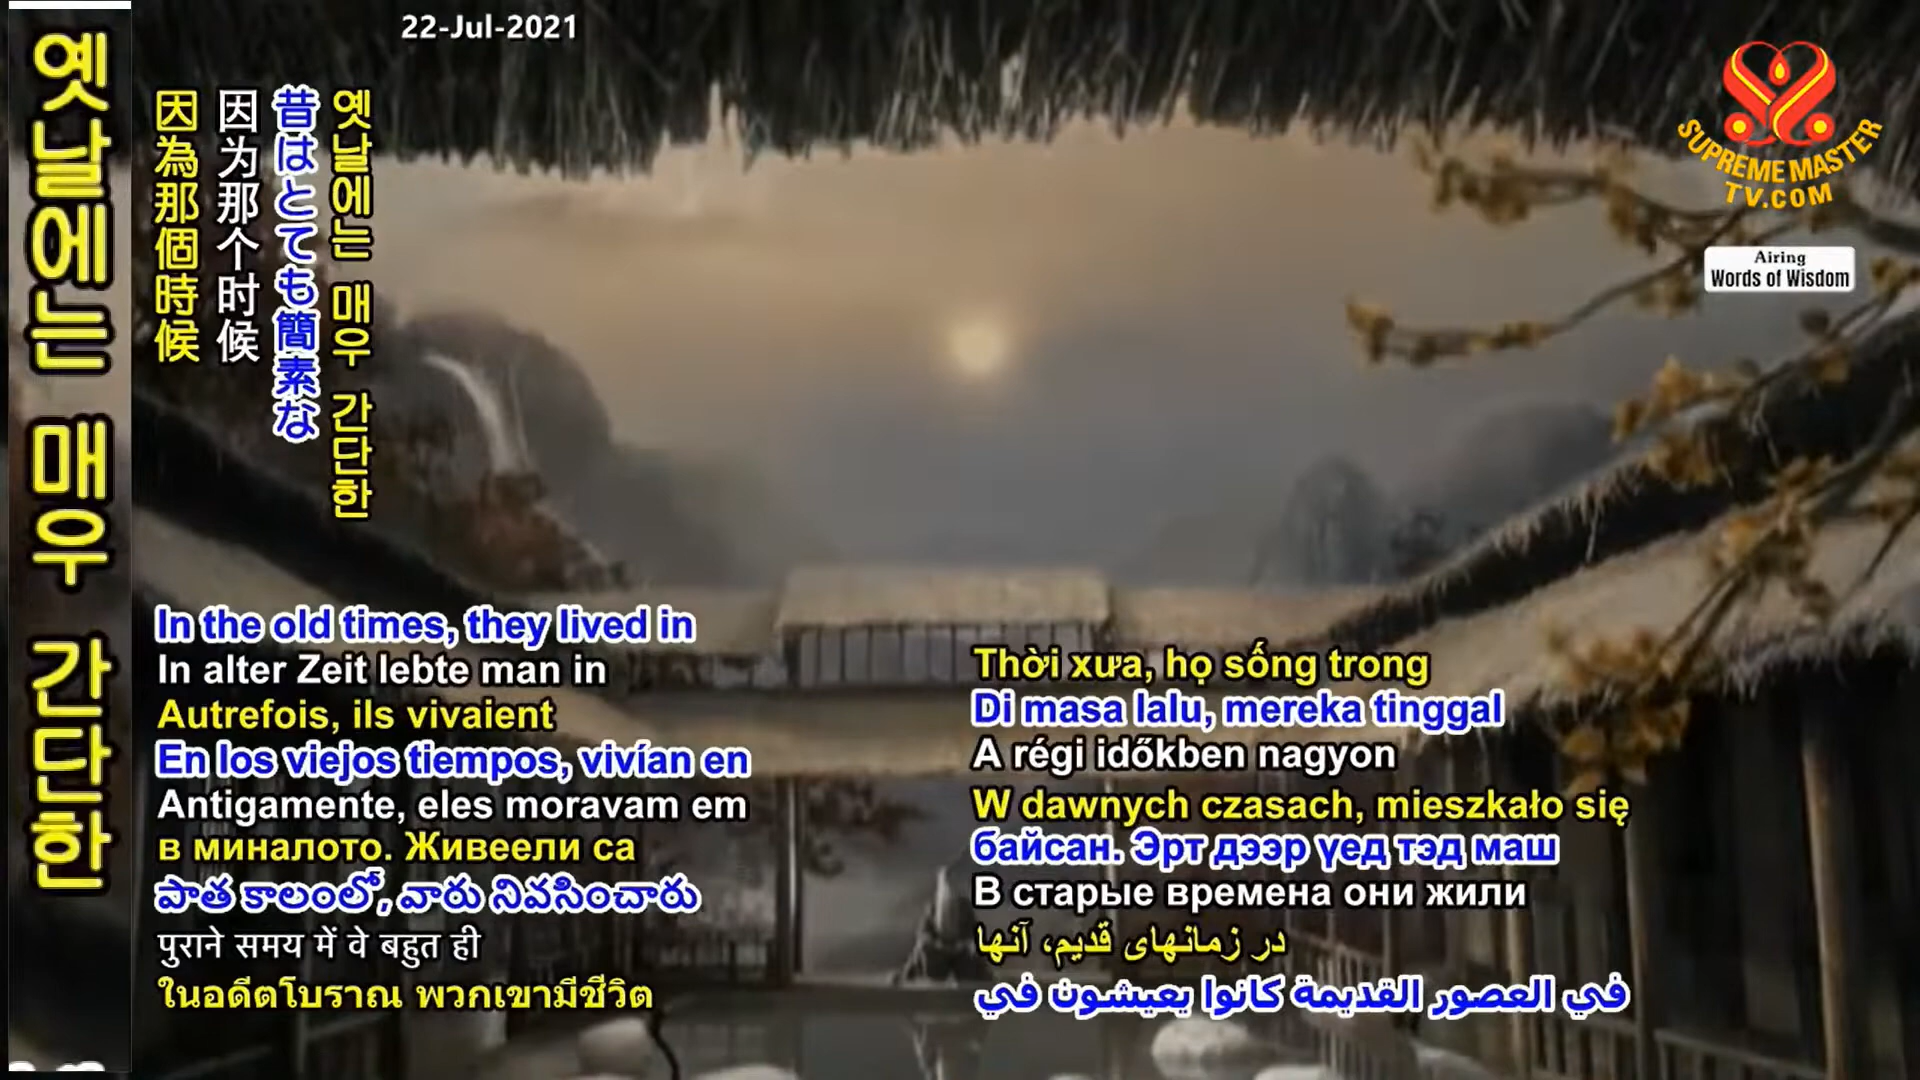 22-Jul-2021
SUPREME MASTER
TV.COM
Airing
Words of Wisdom
옛날에는 매우 간단한
因為那個時候
因为那个时候
昔はとても簡素な
옛날에는 매우 간단한
In the old times, they lived in
In alter Zeit lebte man in
Autrefois, ils vivaient
En los viejos tiempos, vivían en
Antigamente, eles moravam em
в миналото. Живеели са
పాత కాలంలో, వారు నివసించారు
पुराने समय में वे बहुत ही
ในอดีตโบราณ พวกเขามีชีวิต
Thời xưa, họ sống trong
Di masa lalu, mereka tinggal
A régi időkben nagyon
W dawnych czasach, mieszkało się
байсан. Эрт дээр үед тэд маш
В старые времена они жили
در زمانهای قدیم، آنها
في العصور القديمة كانوا يعيشون في